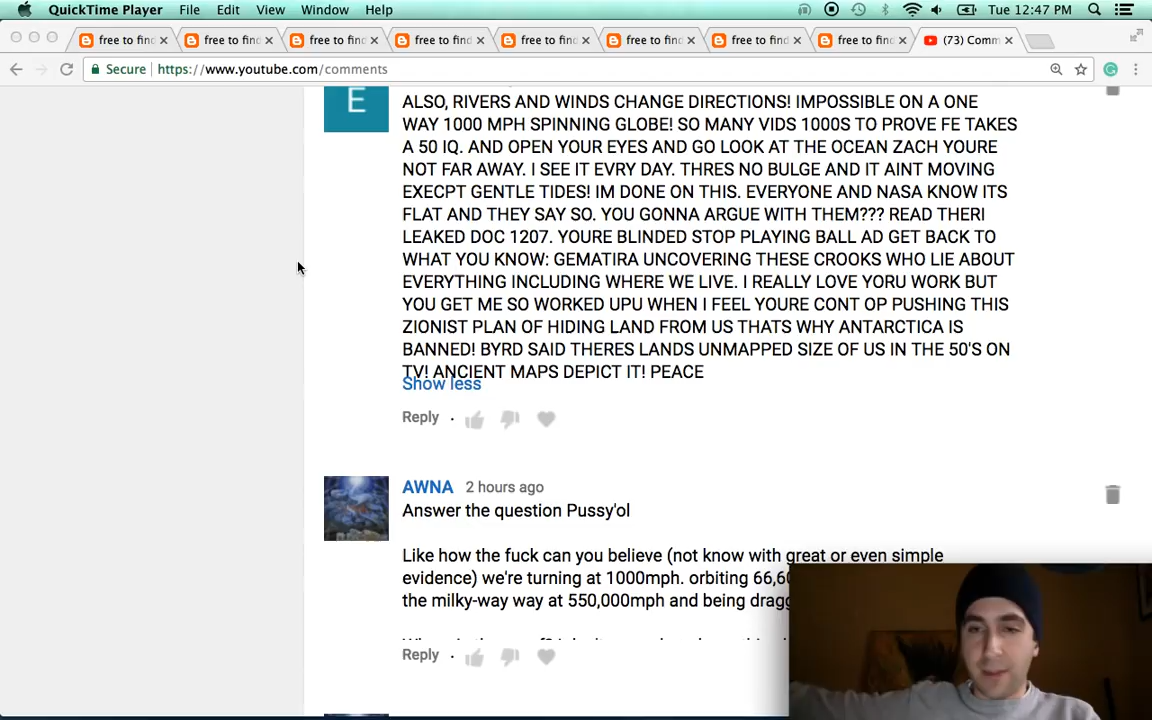 QuickTime Player File Edit View Window Help Tue 12:47 PM
free to find free to find free to find free to find free to find free to find free to find free to find (73) Comm
Secure https://www.youtube.com/comments
E
ALSO, RIVERS AND WINDS CHANGE DIRECTIONS! IMPOSSIBLE ON A ONE
WAY 1000 MPH SPINNING GLOBE! SO MANY VIDS 1000S TO PROVE FE TAKES
A 50 IQ. AND OPEN YOUR EYES AND GO LOOK AT THE OCEAN ZACH YOURE
NOT FAR AWAY. I SEE IT EVRY DAY. THRES NO BULGE AND IT AINT MOVING
EXECPT GENTLE TIDES! IM DONE ON THIS. EVERYONE AND NASA KNOW ITS
FLAT AND THEY SAY SO. YOU GONNA ARGUE WITH THEM??? READ THERI
LEAKED DOC 1207. YOURE BLINDED STOP PLAYING BALL AD GET BACK TO
WHAT YOU KNOW: GEMATIRA UNCOVERING THESE CROOKS WHO LIE ABOUT
EVERYTHING INCLUDING WHERE WE LIVE. I REALLY LOVE YORU WORK BUT
YOU GET ME SO WORKED UPU WHEN I FEEL YOURE CONT OP PUSHING THIS
ZIONIST PLAN OF HIDING LAND FROM US THATS WHY ANTARCTICA IS
BANNED! BYRD SAID THERES LANDS UNMAPPED SIZE OF US IN THE 50'S ON
TV! ANCIENT MAPS DEPICT IT! PEACE
Show less
Reply
AWNA 2 hours ago
Answer the question Pussy'ol
Like how the fuck can you believe (not know with great or even simple
evidence) we're turning at 1000mph. orbiting
the milky-way way at 550,000mph and being
Reply